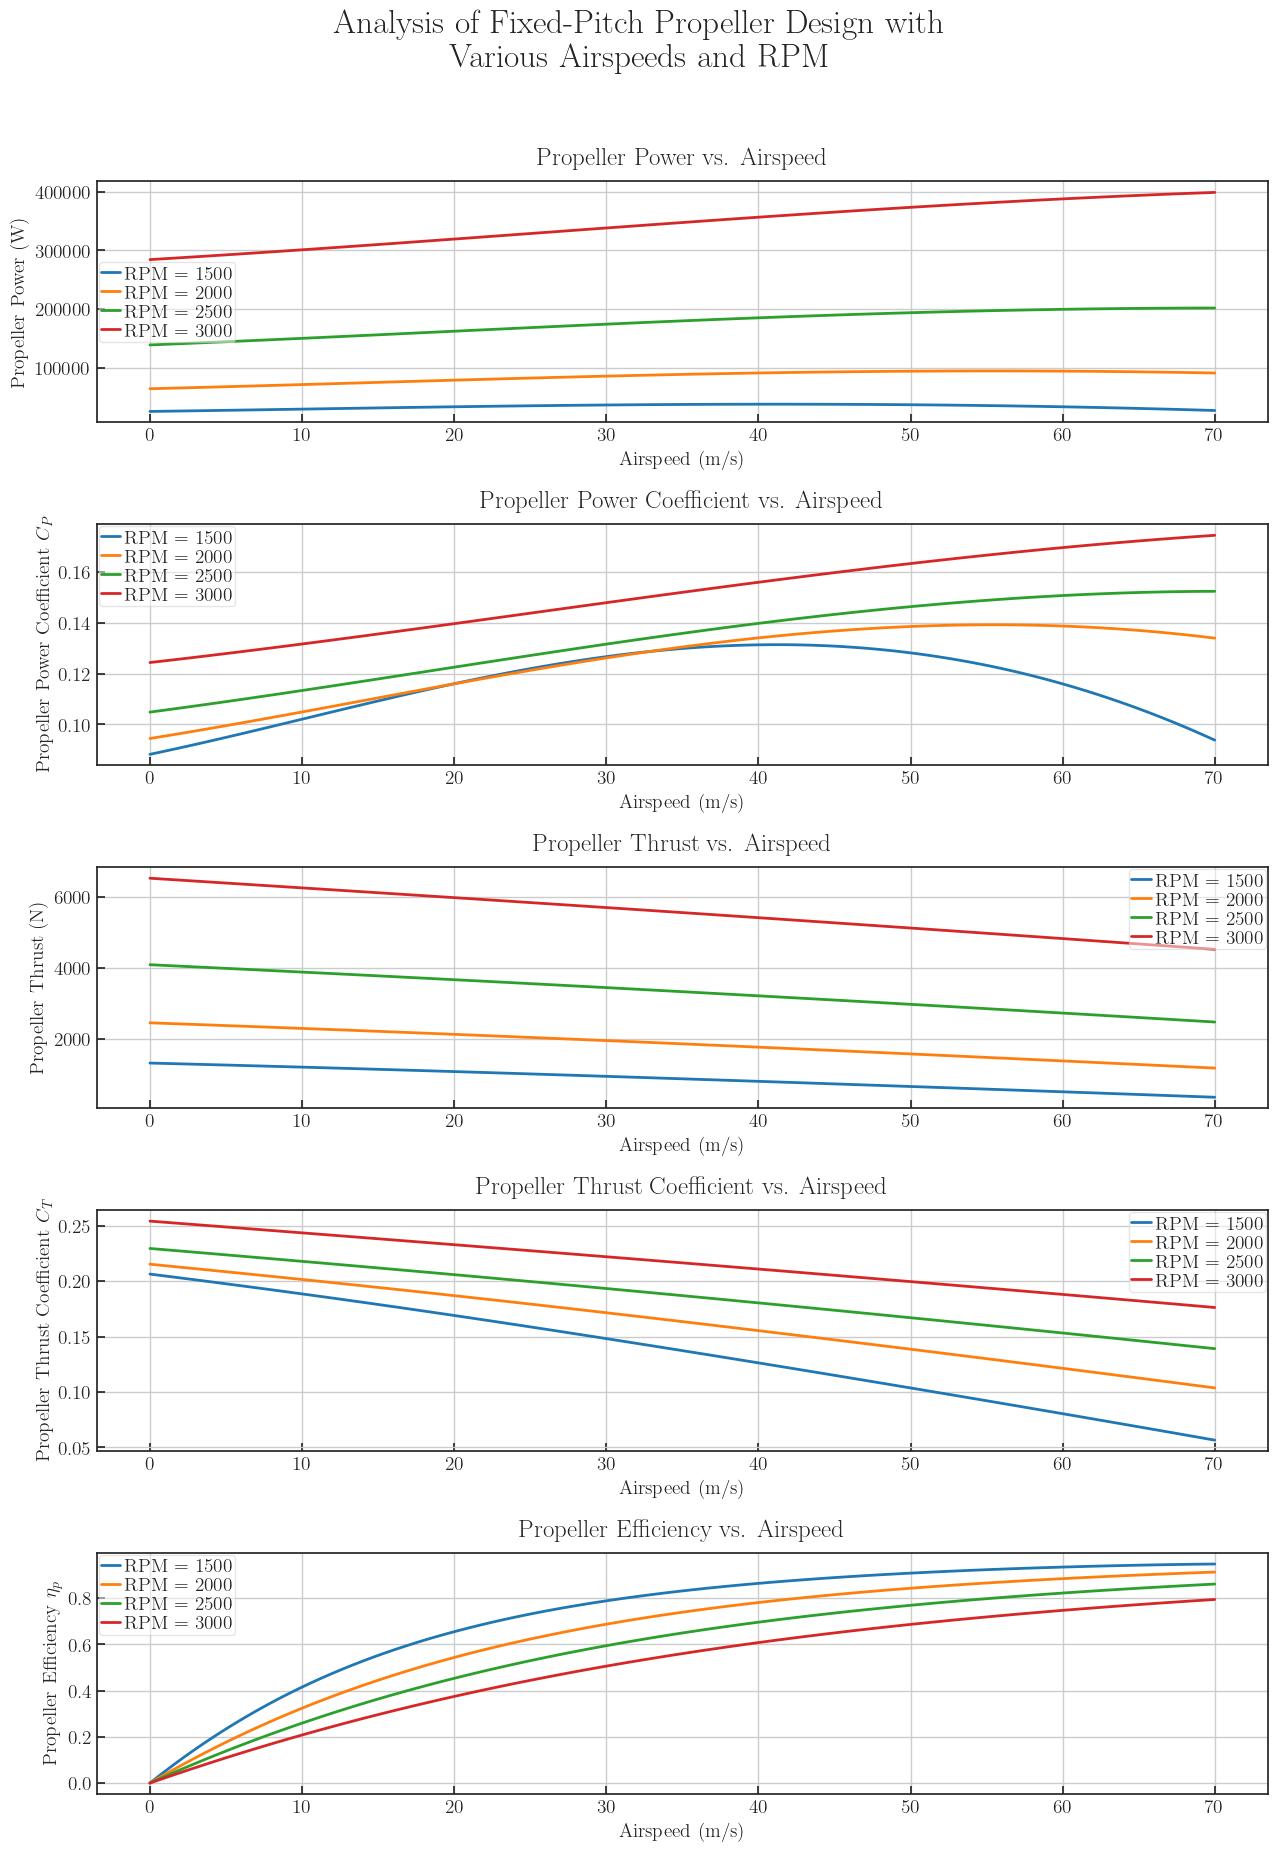 Analysis of Fixed-Pitch Propeller Design with
Various Airspeeds and RPM
Propeller Power vs. Airspeed
Propeller Power (W)
400000
300000
200000
100000
RPM = 1500
RPM = 2000
RPM = 2500
RPM = 3000
0 10 20 30 40 50 60 70
Airspeed (m/s)
Propeller Power Coefficient vs. Airspeed
Propeller Power Coefficient C_P
0.16
0.14
0.12
0.10
RPM = 1500
RPM = 2000
RPM = 2500
RPM = 3000
0 10 20 30 40 50 60 70
Airspeed (m/s)
Propeller Thrust vs. Airspeed
Propeller Thrust (N)
6000
4000
2000
RPM = 1500
RPM = 2000
RPM = 2500
RPM = 3000
0 10 20 30 40 50 60 70
Airspeed (m/s)
Propeller Thrust Coefficient vs. Airspeed
Propeller Thrust Coefficient C_T
0.25
0.20
0.15
0.10
0.05
RPM = 1500
RPM = 2000
RPM = 2500
RPM = 3000
0 10 20 30 40 50 60 70
Airspeed (m/s)
Propeller Efficiency vs. Airspeed
Propeller Efficiency η_p
0.8
0.6
0.4
0.2
0.0
RPM = 1500
RPM = 2000
RPM = 2500
RPM = 3000
0 10 20 30 40 50 60 70
Airspeed (m/s)